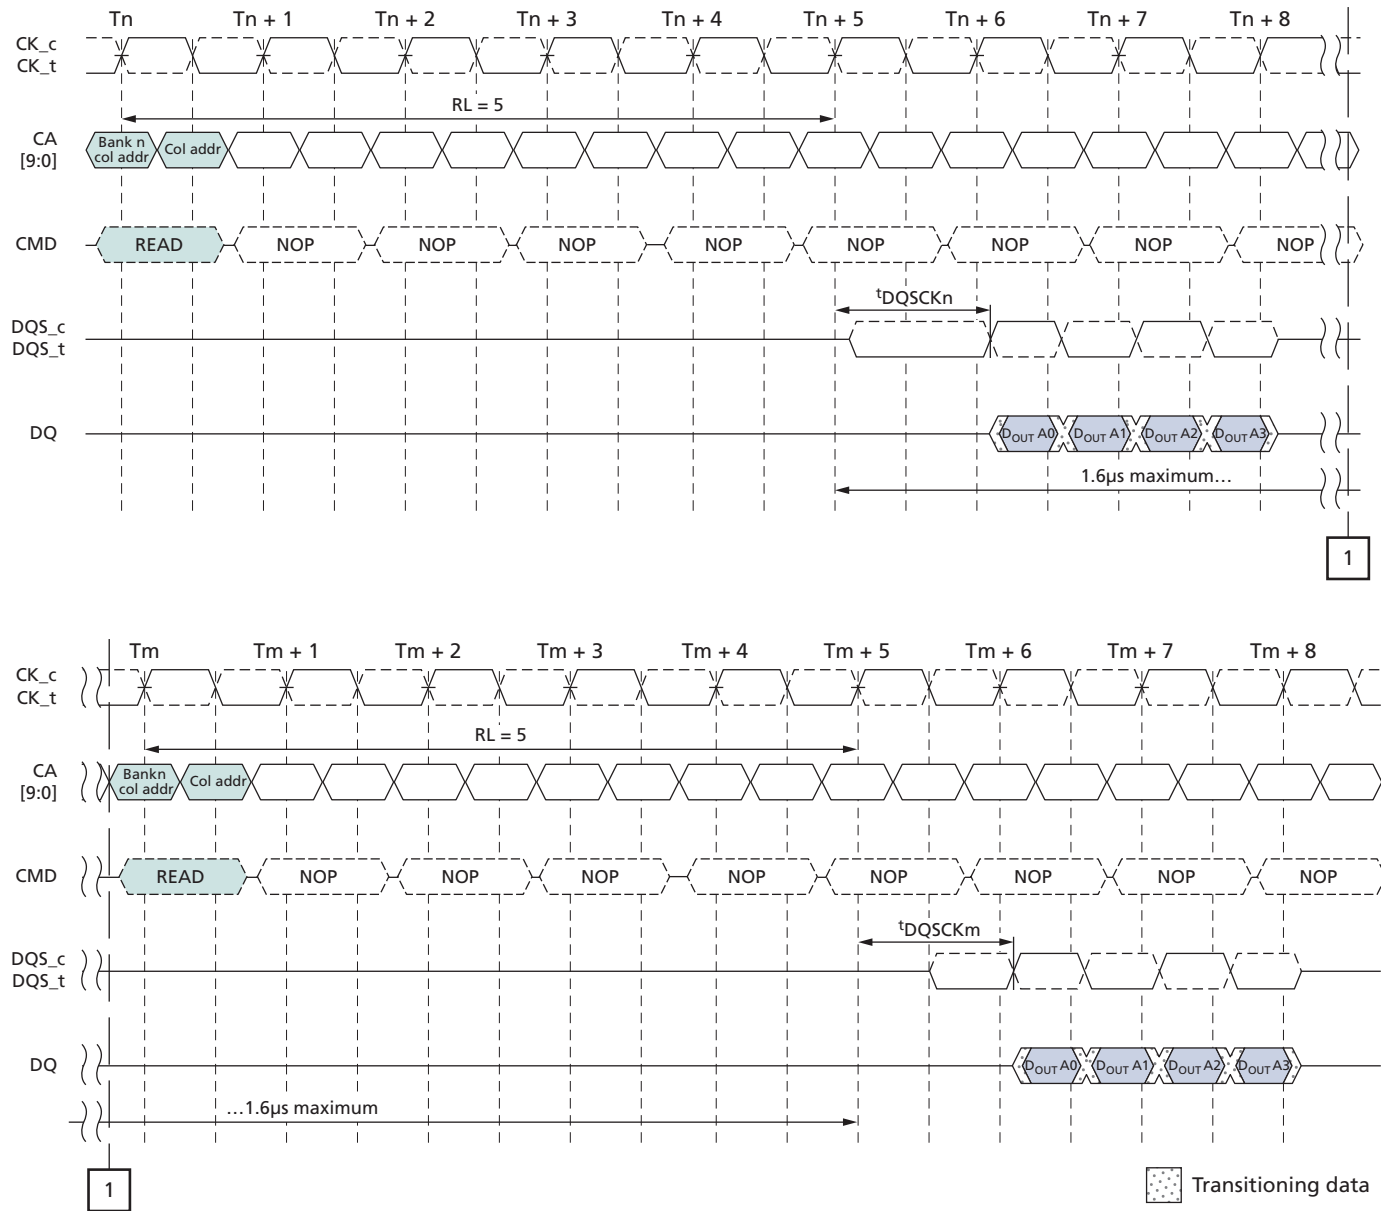 Tn Tn + 1 Tn + 2 Tn + 3 Tn + 4 Tn + 5 Tn + 6 Tn + 7 Tn + 8
CK_c
CK_t
RL = 5
CA
[9:0]
Bank n
col addr
Col addr
CMD READ NOP NOP NOP NOP NOP NOP NOP NOP
tDQSCKn
DQS_c
DQS_t
DQ DOUT A0 DOUT A1 DOUT A2 DOUT A3
1.6µs maximum…
1
Tm Tm + 1 Tm + 2 Tm + 3 Tm + 4 Tm + 5 Tm + 6 Tm + 7 Tm + 8
CK_c
CK_t
RL = 5
CA
[9:0]
Bankn
col addr
Col addr
CMD READ NOP NOP NOP NOP NOP NOP NOP NOP
tDQSCKm
DQS_c
DQS_t
DQ DOUT A0 DOUT A1 DOUT A2 DOUT A3
…1.6µs maximum
1
Transitioning data